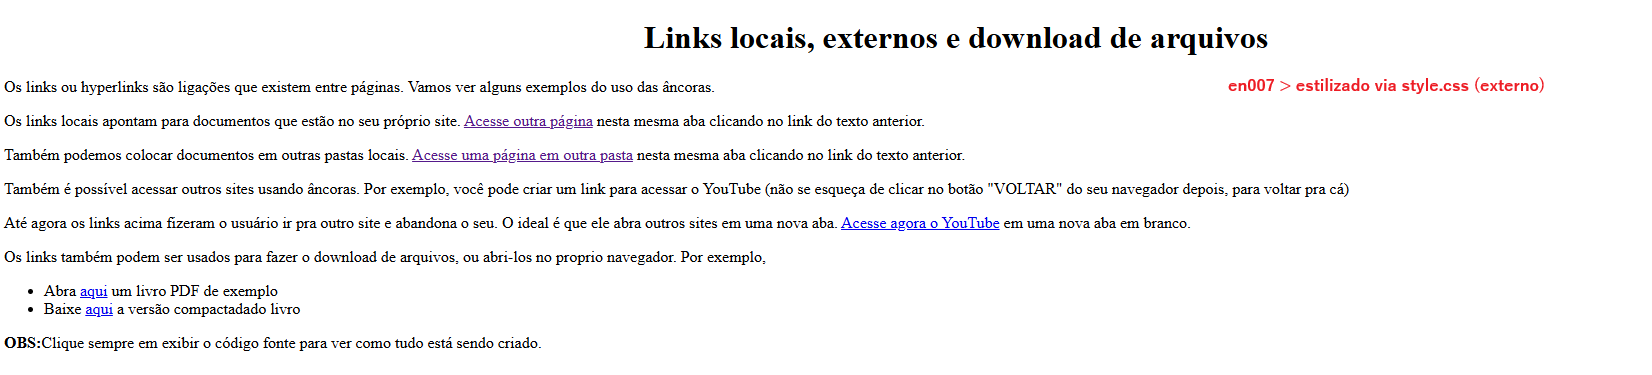 Links locais, externos e download de arquivos
Os links ou hyperlinks são ligações que existem entre páginas. Vamos ver alguns exemplos do uso das âncoras.
en007 > estilizado via style.css (externo)
Os links locais apontam para documentos que estão no seu próprio site. Acesse outra página nesta mesma aba clicando no link do texto anterior.
Também podemos colocar documentos em outras pastas locais. Acesse uma página em outra pasta nesta mesma aba clicando no link do texto anterior.
Também é possível acessar outros sites usando âncoras. Por exemplo, você pode criar um link para acessar o YouTube (não se esqueça de clicar no botão "VOLTAR" do seu navegador depois, para voltar pra cá)
Até agora os links acima fizeram o usuário ir pra outro site e abandona o seu. O ideal é que ele abra outros sites em uma nova aba. Acesse agora o YouTube em uma nova aba em branco.
Os links também podem ser usados para fazer o download de arquivos, ou abri-los no proprio navegador. Por exemplo,
• Abra aqui um livro PDF de exemplo
• Baixe aqui a versão compactadado livro
OBS:Clique sempre em exibir o código fonte para ver como tudo está sendo criado.